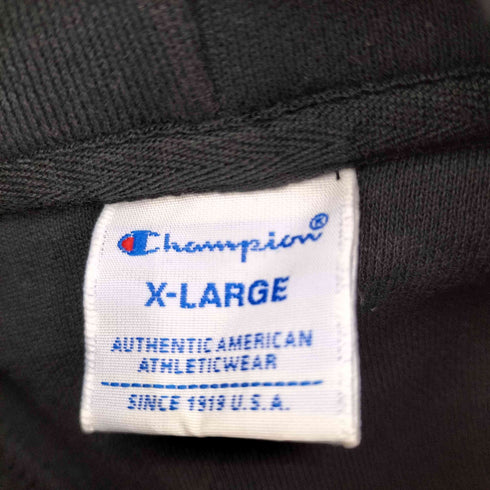 Champion®
X-LARGE
AUTHENTIC AMERICAN
ATHLETICWEAR
SINCE 1919 U.S.A.